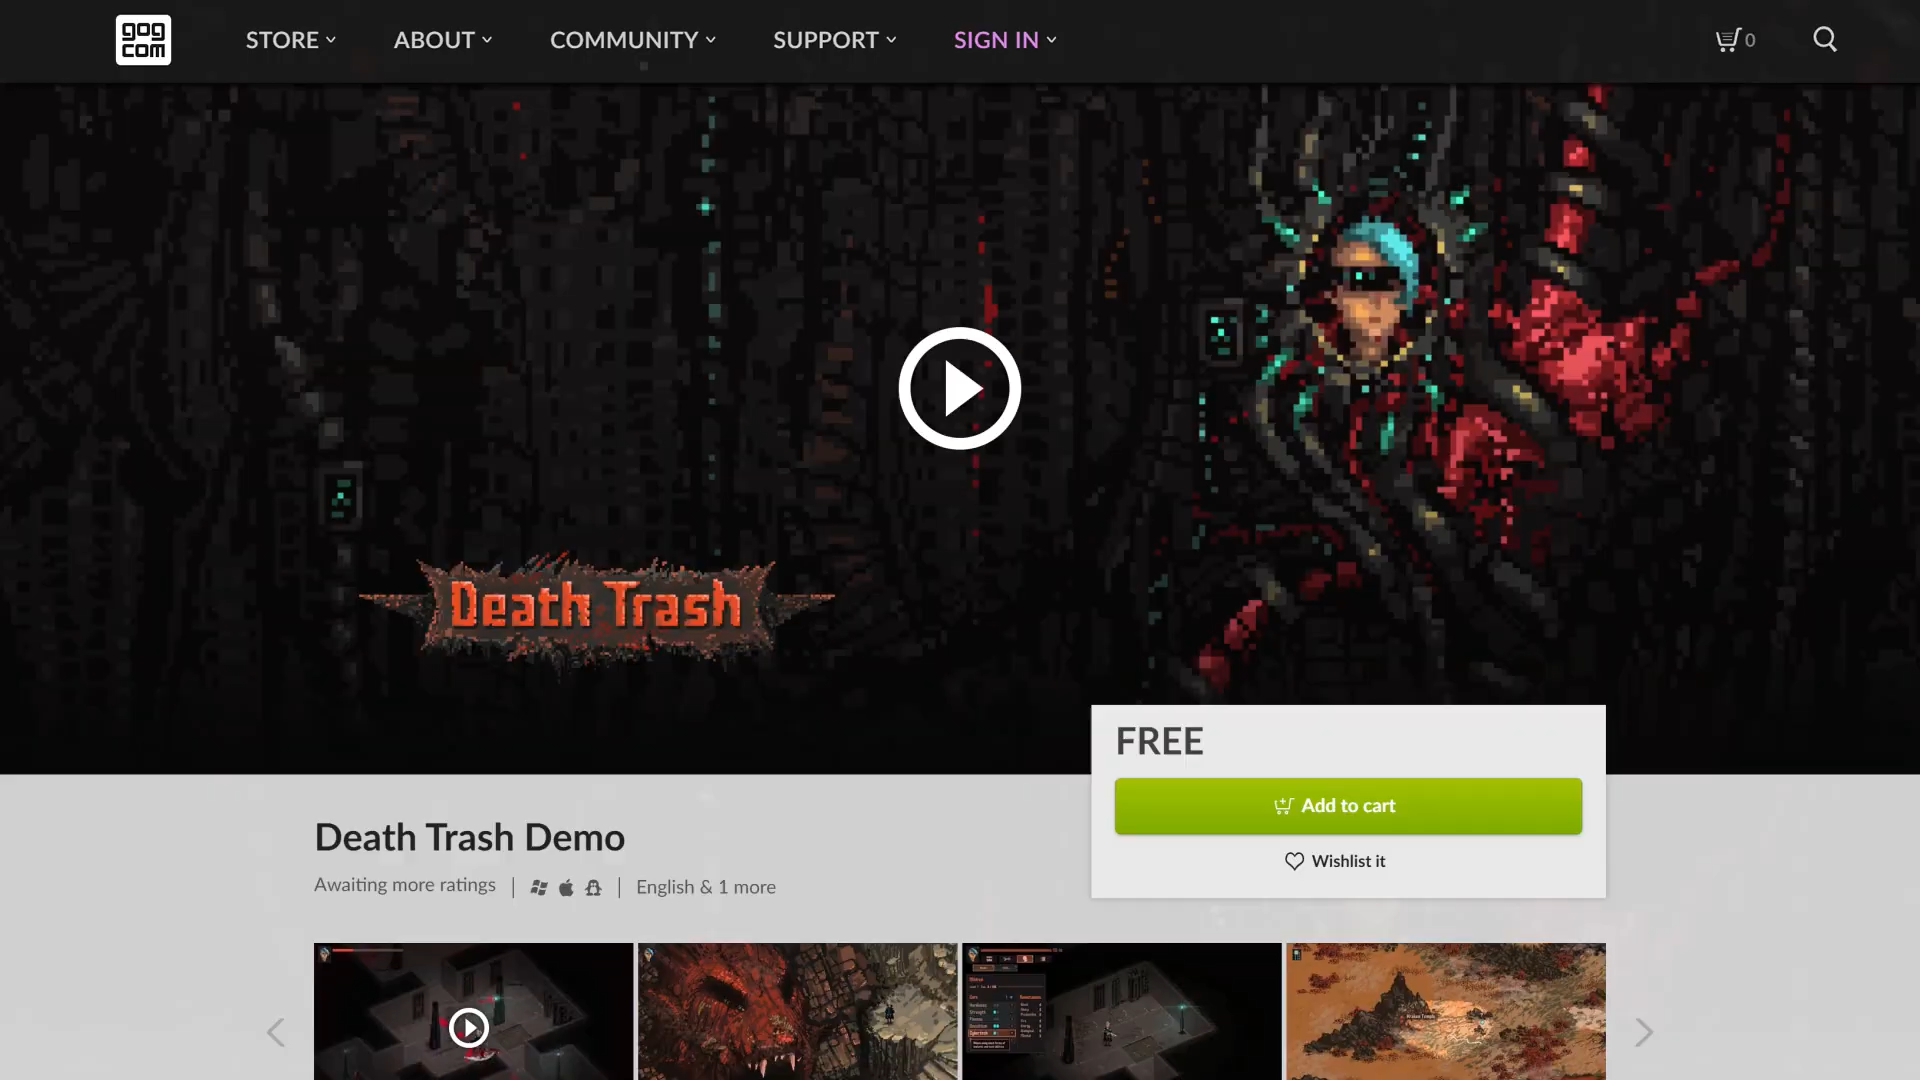 gog
com
STORE
ABOUT
COMMUNITY
SUPPORT
SIGN IN
0
Death Trash
FREE
Add to cart
Wishlist it
Death Trash Demo
Awaiting more ratings
English & 1 more